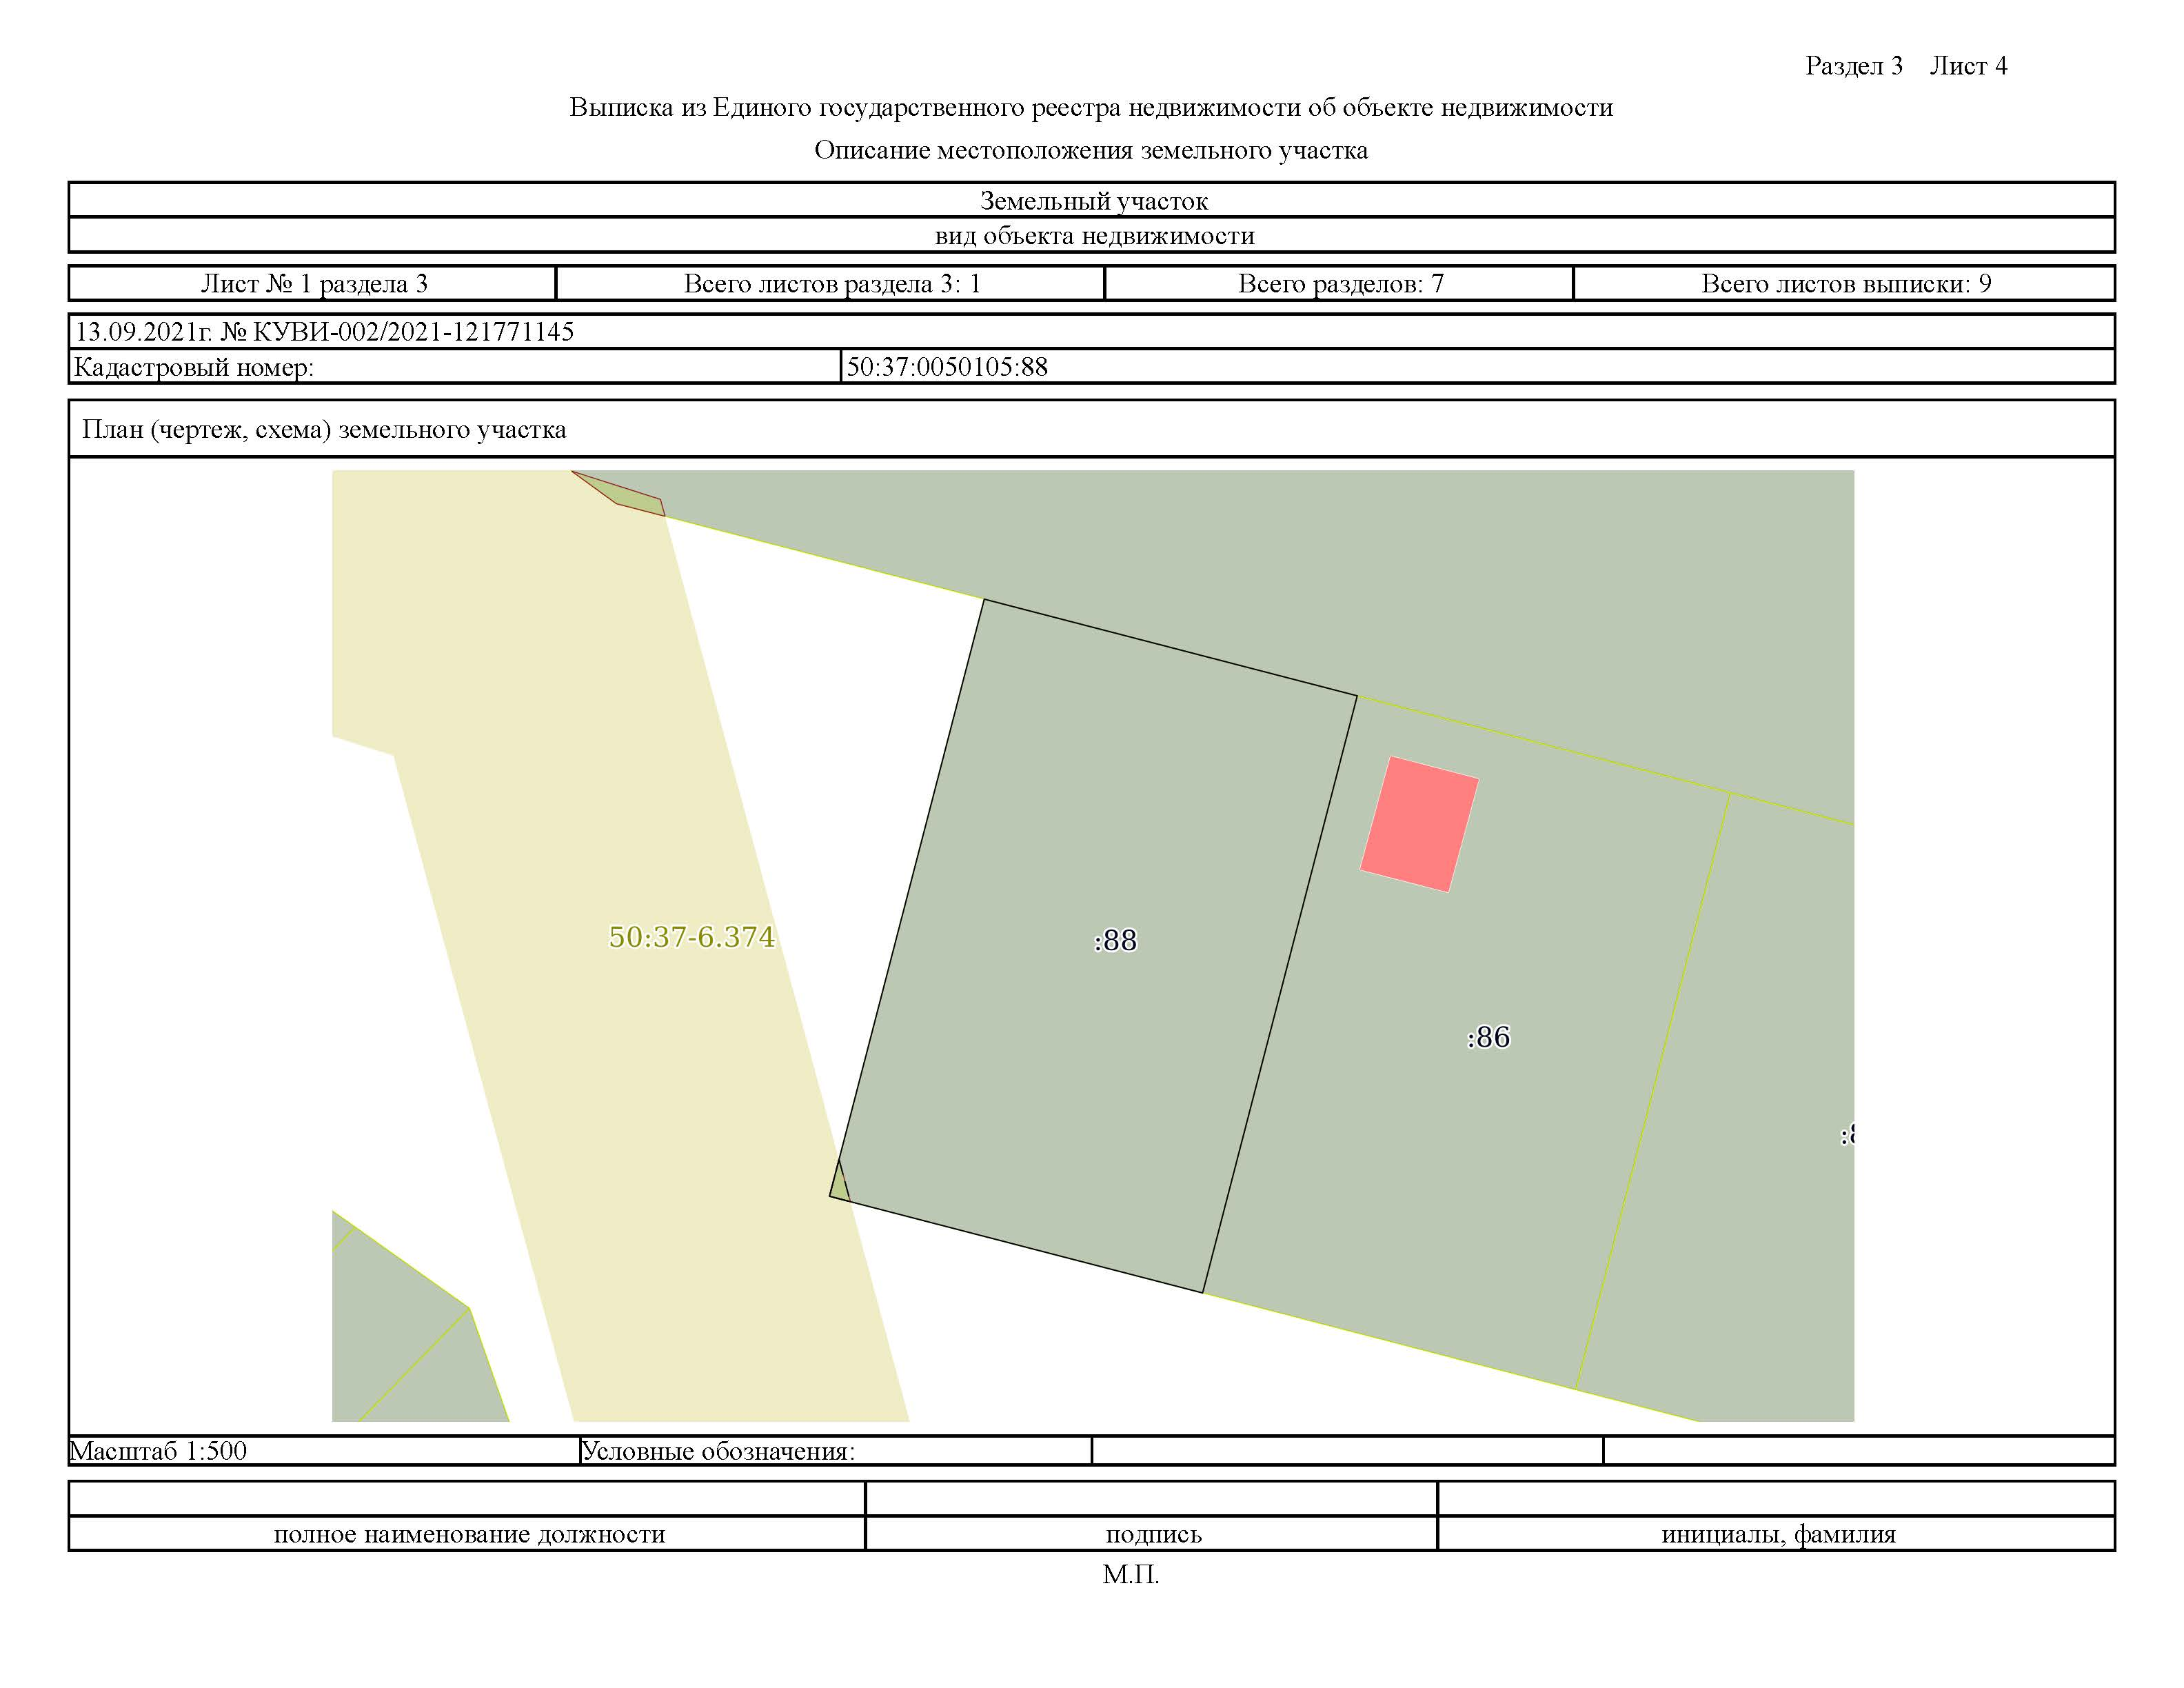 Раздел 3 Лист 4
Выписка из Единого государственного реестра недвижимости об объекте недвижимости
Описание местоположения земельного участка
Земельный участок
вид объекта недвижимости
Лист № 1 раздела 3 Всего листов раздела 3: 1 Всего разделов: 7 Всего листов выписки: 9
13.09.2021г. № КУВИ-002/2021-121771145
Кадастровый номер: 50:37:0050105:88
План (чертеж, схема) земельного участка
50:37-6.374
:88
:86
Масштаб 1:500 Условные обозначения:
полное наименование должности подпись инициалы, фамилия
М.П.